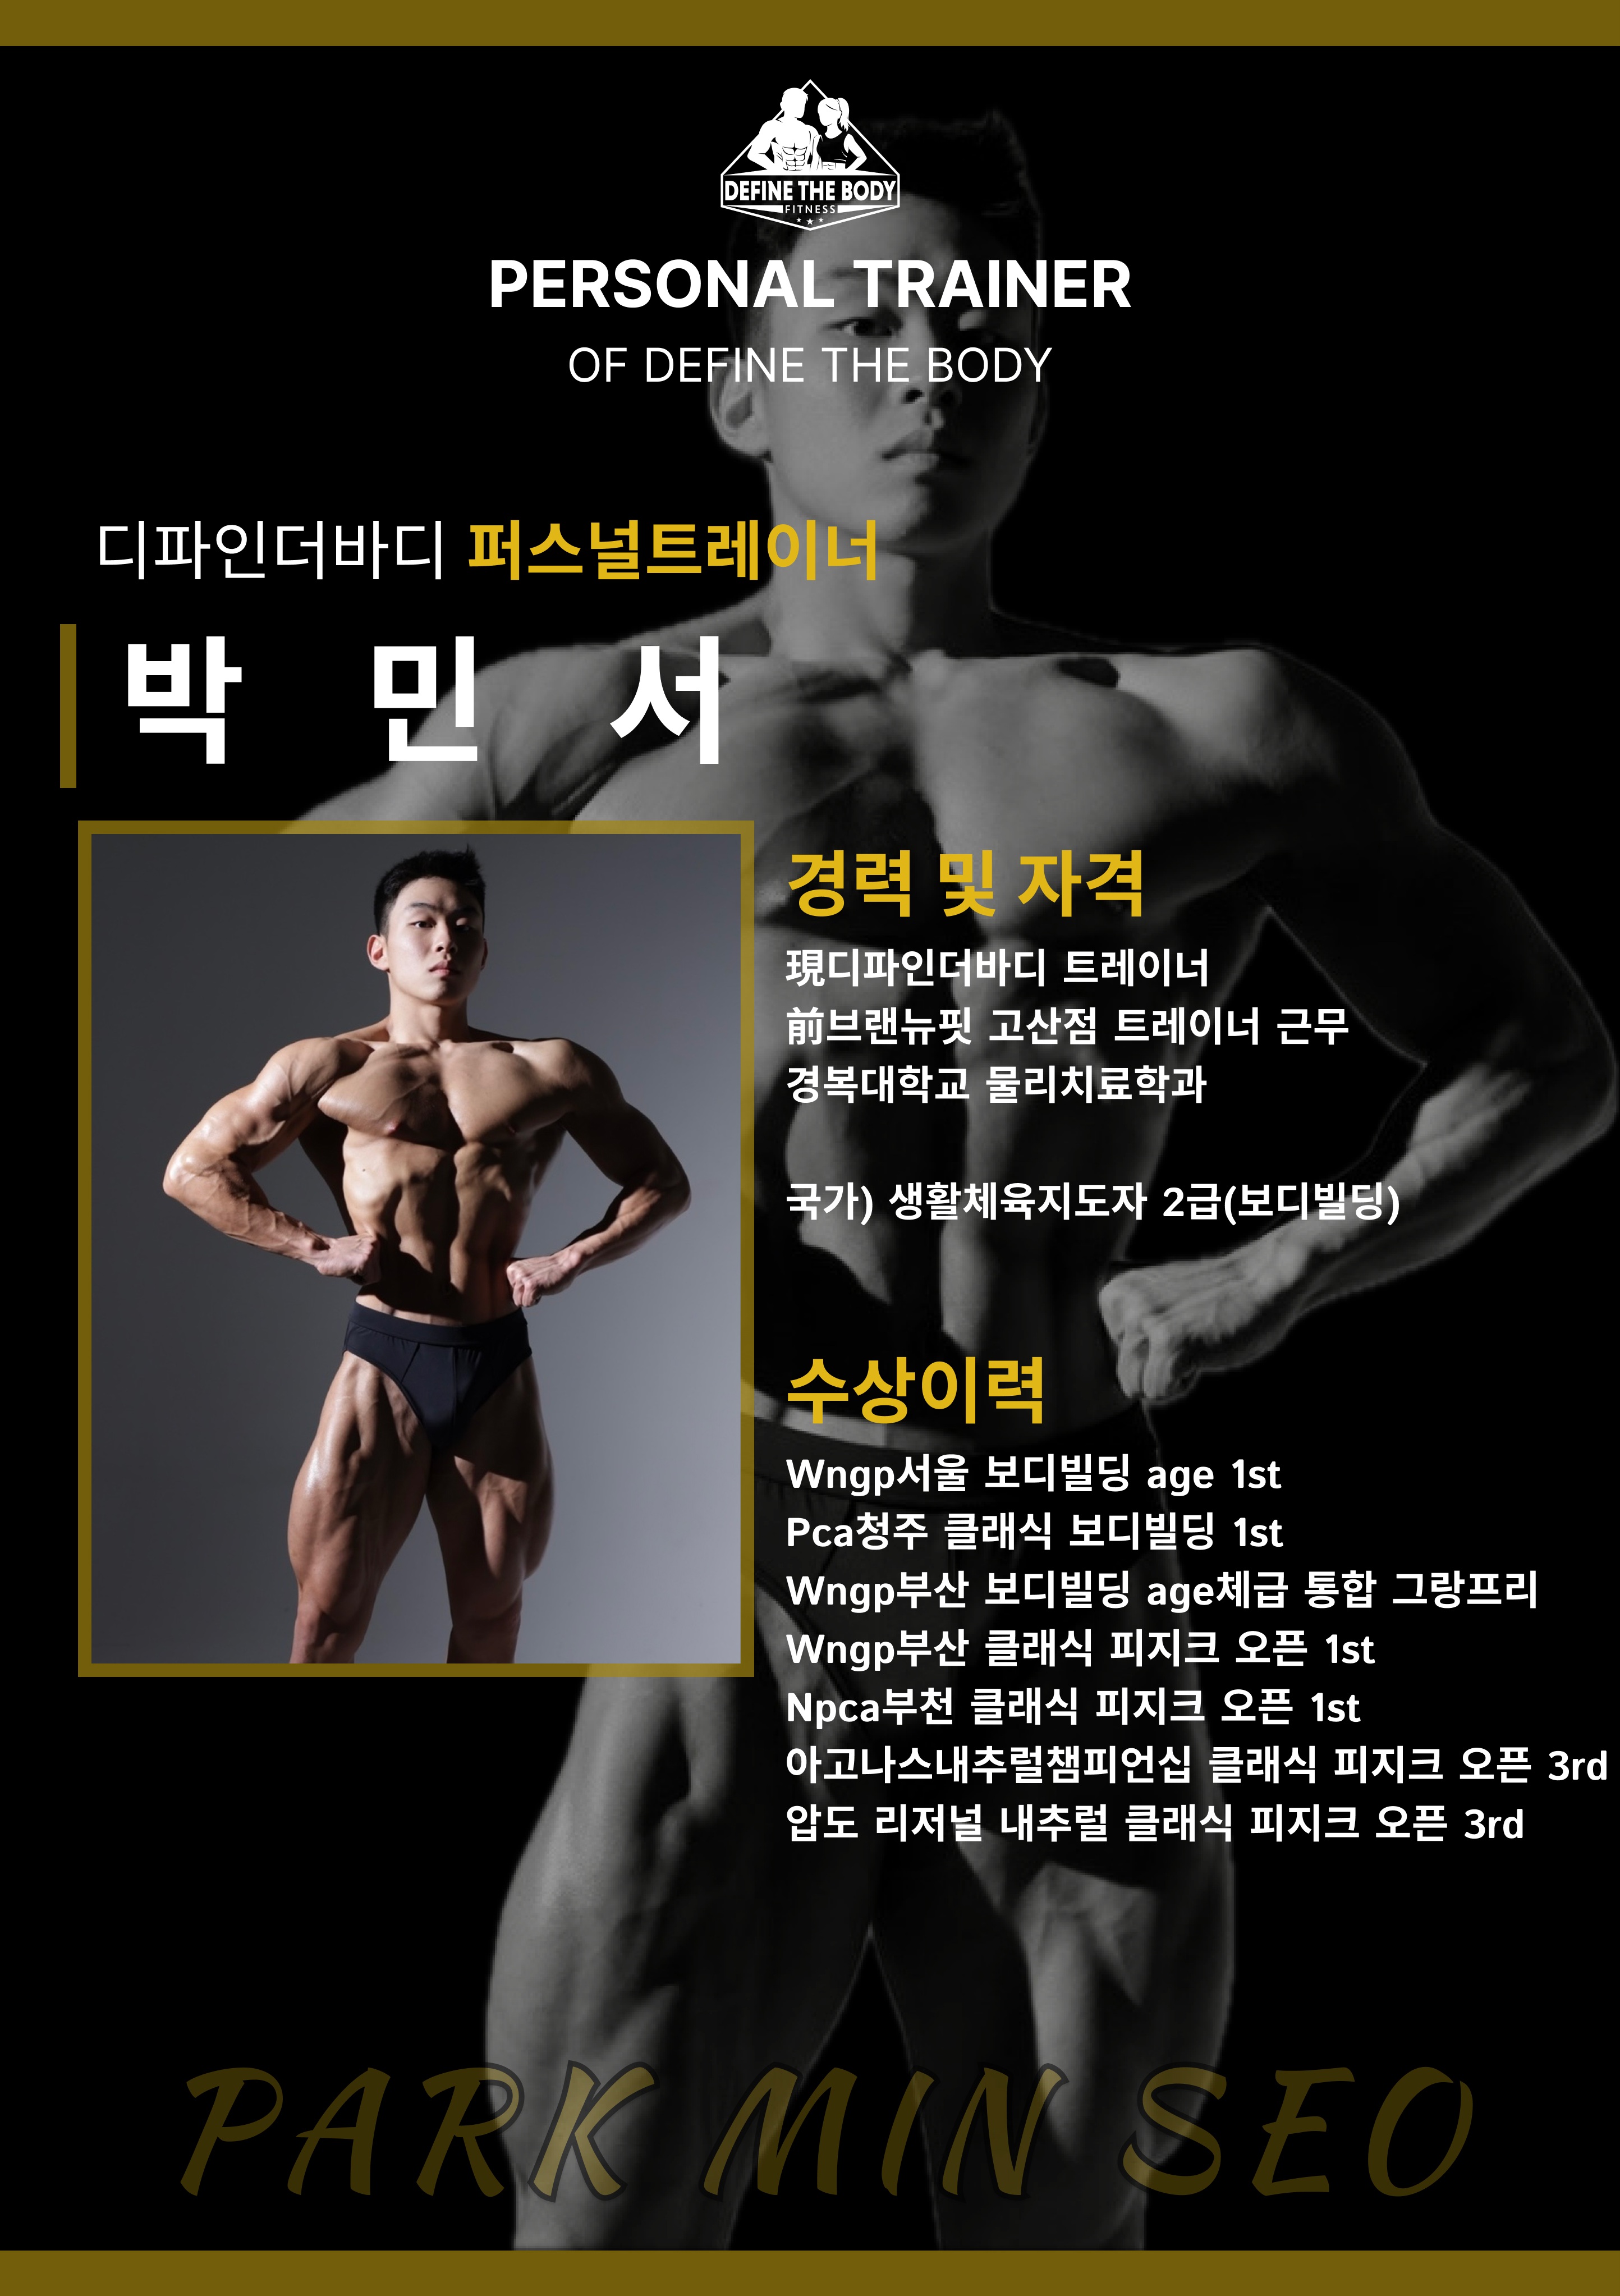 DEFINE THE BODY
FITNESS
PERSONAL TRAINER
OF DEFINE THE BODY
디파인더바디 퍼스널트레이너
박 민 서
경력 및 자격
現디파인더바디 트레이너
前브랜뉴핏 고산점 트레이너 근무
경복대학교 물리치료학과
국가) 생활체육지도자 2급(보디빌딩)
수상이력
Wngp서울 보디빌딩 age 1st
Pca청주 클래식 보디빌딩 1st
Wngp부산 보디빌딩 age체급 통합 그랑프리
Wngp부산 클래식 피지크 오픈 1st
Npca부천 클래식 피지크 오픈 1st
아고나스내추럴챔피언십 클래식 피지크 오픈 3rd
압도 리저널 내추럴 클래식 피지크 오픈 3rd
PARK MIN SEO